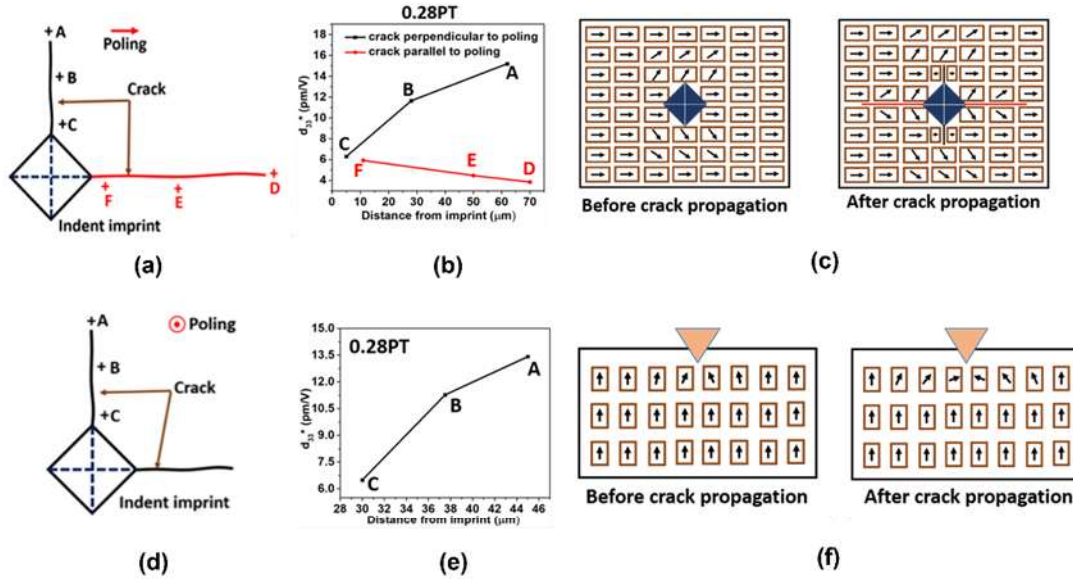 +A
Poling
+B
Crack
+C
+
F
+
E
+
D
Indent imprint
(a)
0.28PT
crack perpendicular to poling
crack parallel to poling
d33* (pm/V)
18
16
14
12
10
8
6
4
A
B
C
F
E
D
0 10 20 30 40 50 60 70
Distance from imprint (μm)
(b)
Before crack propagation
After crack propagation
(c)
+A
Poling
+B
Crack
+C
Indent imprint
(d)
0.28PT
d33* (pm/V)
15.0
13.5
12.0
10.5
9.0
7.5
6.0
A
B
C
28 30 32 34 36 38 40 42 44 46
Distance from imprint (μm)
(e)
Before crack propagation
After crack propagation
(f)